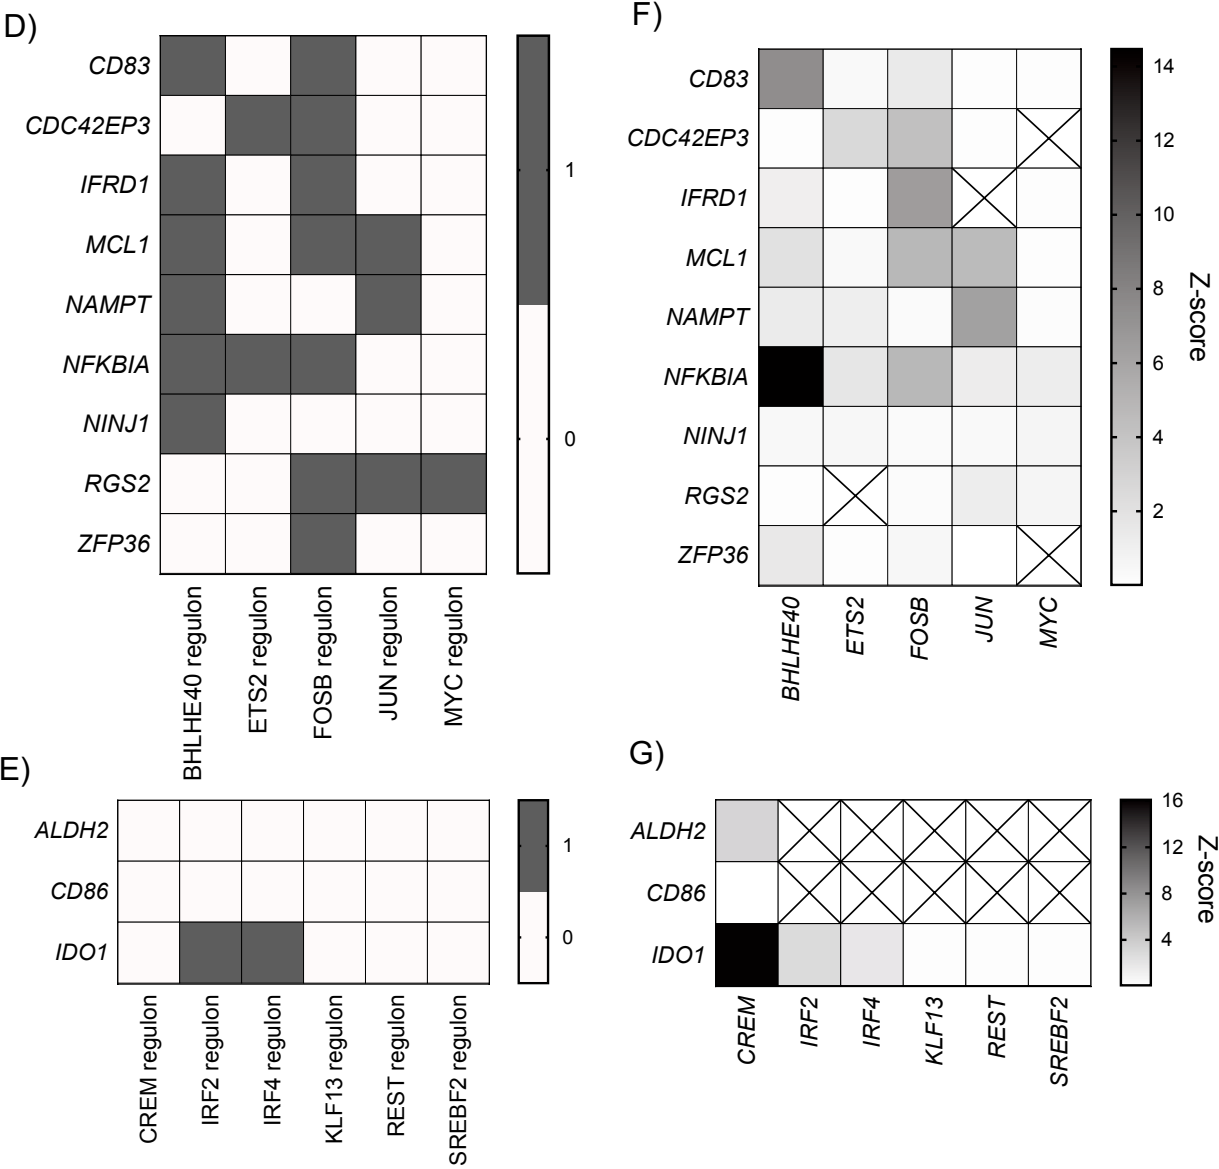 D)
CD83
CDC42EP3
IFRD1
MCL1
NAMPT
NFKBIA
NINJ1
RGS2
ZFP36
1
0
BHLHE40 regulon
ETS2 regulon
FOSB regulon
JUN regulon
MYC regulon
F)
CD83
CDC42EP3
IFRD1
MCL1
NAMPT
NFKBIA
NINJ1
RGS2
ZFP36
14
12
10
8
6
4
2
Z-score
BHLHE40
ETS2
FOSB
JUN
MYC
E)
ALDH2
CD86
IDO1
1
0
CREM regulon
IRF2 regulon
IRF4 regulon
KLF13 regulon
REST regulon
SREBF2 regulon
G)
ALDH2
CD86
IDO1
16
12
8
4
Z-score
CREM
IRF2
IRF4
KLF13
REST
SREBF2